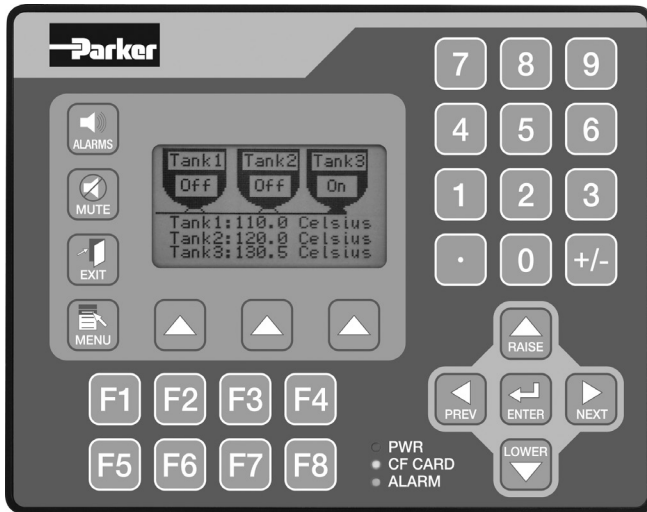 Parker
7 8 9
ALARMS
4 5 6
Tank1 Tank2 Tank3
Off Off On
MUTE
1 2 3
Tank1:110.0 Celsius
Tank2:120.0 Celsius
Tank3:130.5 Celsius
EXIT
. 0 +/-
MENU
RAISE
F1 F2 F3 F4
PREV ENTER NEXT
PWR
CF CARD
ALARM
LOWER
F5 F6 F7 F8